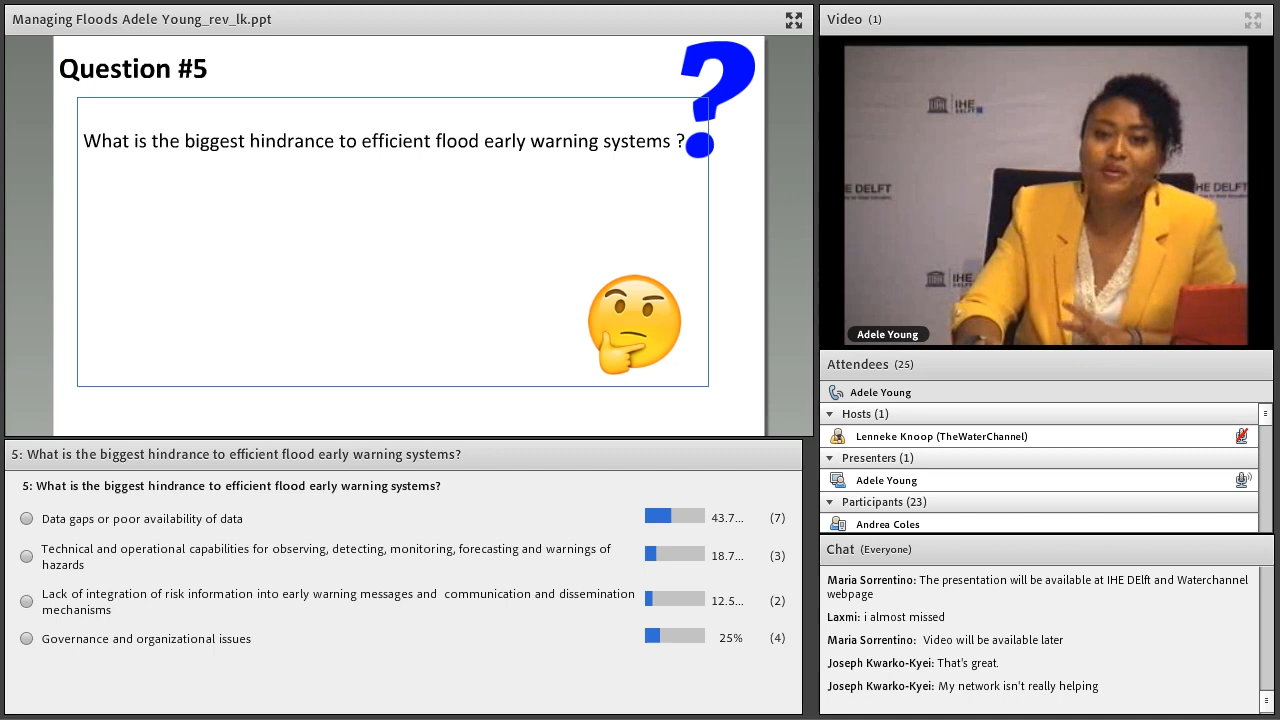 Managing Floods Adele Young_rev_lk.ppt
Question #5
?
What is the biggest hindrance to efficient flood early warning systems ?
5: What is the biggest hindrance to efficient flood early warning systems?
5: What is the biggest hindrance to efficient flood early warning systems?
Data gaps or poor availability of data 43.7... (7)
Technical and operational capabilities for observing, detecting, monitoring, forecasting and warnings of
hazards 18.7... (3)
Lack of integration of risk information into early warning messages and communication and dissemination
mechanisms 12.5... (2)
Governance and organizational issues 25% (4)
Video (1)
IHE
DELFT
E DELFT
IHE DELFT
IHE
DELFT
Adele Young
Attendees (25)
Adele Young
Hosts (1)
Lenneke Knoop (TheWaterChannel)
Presenters (1)
Adele Young
Participants (23)
Andrea Coles
Chat (Everyone)
Maria Sorrentino: The presentation will be available at IHE DElft and Waterchannel
webpage
Laxmi: i almost missed
Maria Sorrentino: Video will be available later
Joseph Kwarko-Kyei: That's great.
Joseph Kwarko-Kyei: My network isn't really helping